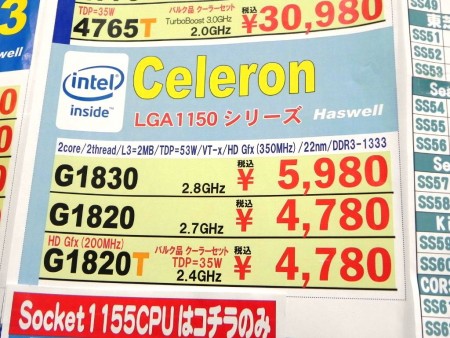 TDP=35W バルク品 クーラーセット
4765T TurboBoost 3.0GHz 2.0GHz 税込 ¥30,980
intel inside™ Celeron
LGA1150 シリーズ Haswell
2core/2thread/L3=2MB/TDP=53W/VT-x/HD Gfx(350MHz)/22nm/DDR3-1333
G1830 2.8GHz 税込 ¥ 5,980
G1820 2.7GHz 税込 ¥ 4,780
HD Gfx(200MHz) バルク品 クーラーセット
G1820T TDP=35W 2.4GHz 税込 ¥ 4,780
Socket1155CPUはコチラのみ
3
well
SS49
SS51
SS52
SS53
SS54
SS55
SS56
SS57
SS58
SS59